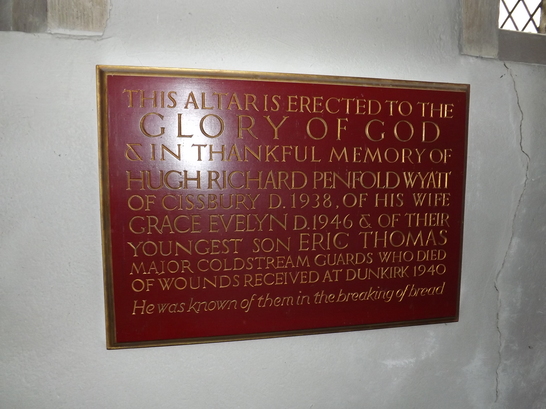 THIS ALTAR IS ERECTED TO THE
GLORY OF GOD
& IN THANKFUL MEMORY OF
HUGH RICHARD PENFOLD WYATT
OF CISSBURY D.1938, OF HIS WIFE
GRACE EVELYN D.1946 & OF THEIR
YOUNGEST SON ERIC THOMAS
MAJOR COLDSTREAM GUARDS WHO DIED
OF WOUNDS RECEIVED AT DUNKIRK 1940
He was known of them in the breaking of bread